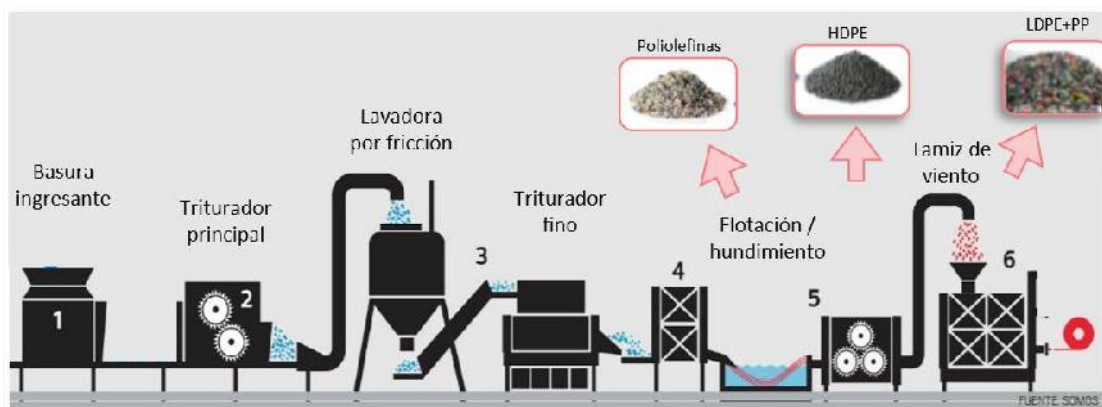 Poliolefinas
HDPE
LDPE+PP
Lavadora
por fricción
Tamiz de
viento
Basura
ingresante
Triturador
principal
Triturador
fino
Flotación /
hundimiento
1
2
3
4
5
6
FUENTE: SOMOS